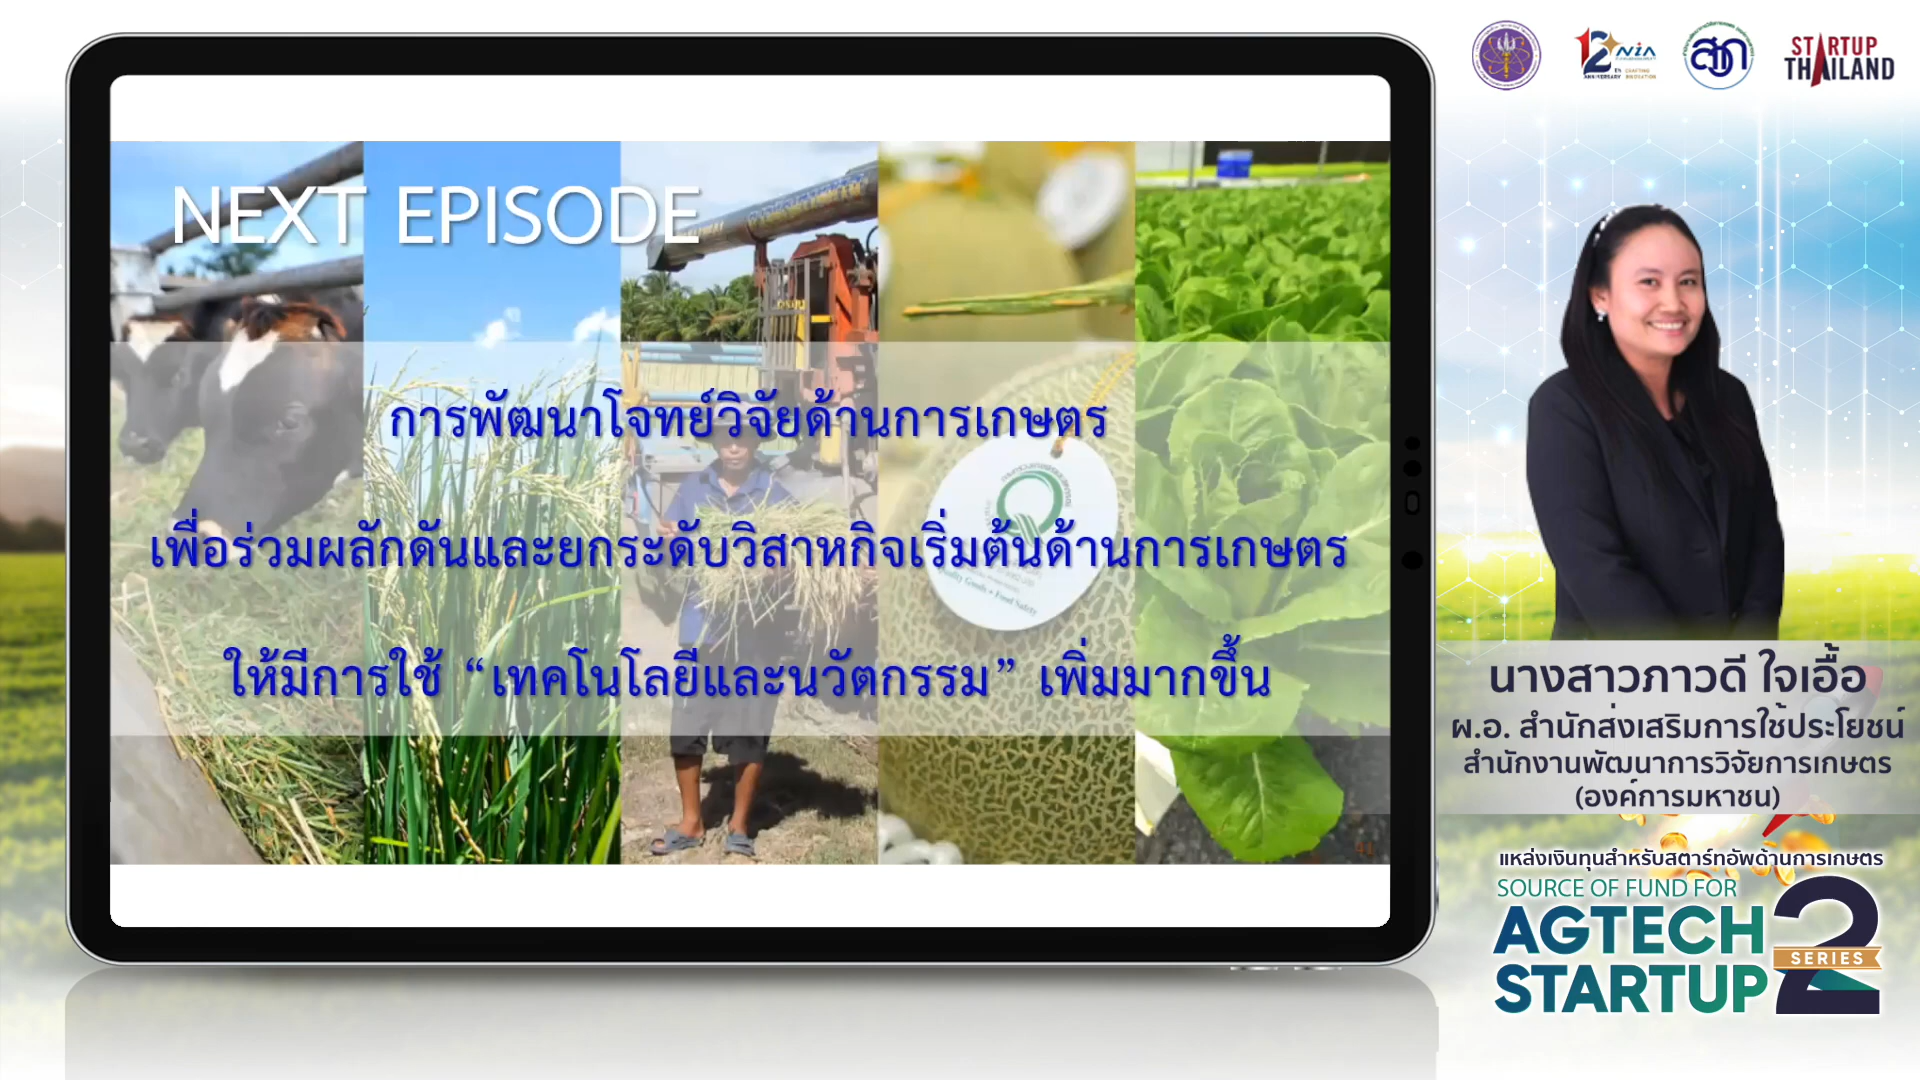 NEXT EPISODE
การพัฒนาโจทย์วิจัยด้านการเกษตร
เพื่อร่วมผลักดันและยกระดับวิสาหกิจเริ่มต้นด้านการเกษตร
ให้มีการใช้ “เทคโนโลยีและนวัตกรรม” เพิ่มมากขึ้น
Quality Goods • Food Safety
12 NIA
ANNIVERSARY
สวก
STARTUP
THAILAND
นางสาวภาวดี ใจเอื้อ
ผ.อ. สำนักส่งเสริมการใช้ประโยชน์
สำนักงานพัฒนาการวิจัยการเกษตร
(องค์การมหาชน)
แหล่งเงินทุนสำหรับสตาร์ทอัพด้านการเกษตร
SOURCE OF FUND FOR
AGTECH
STARTUP 2
SERIES